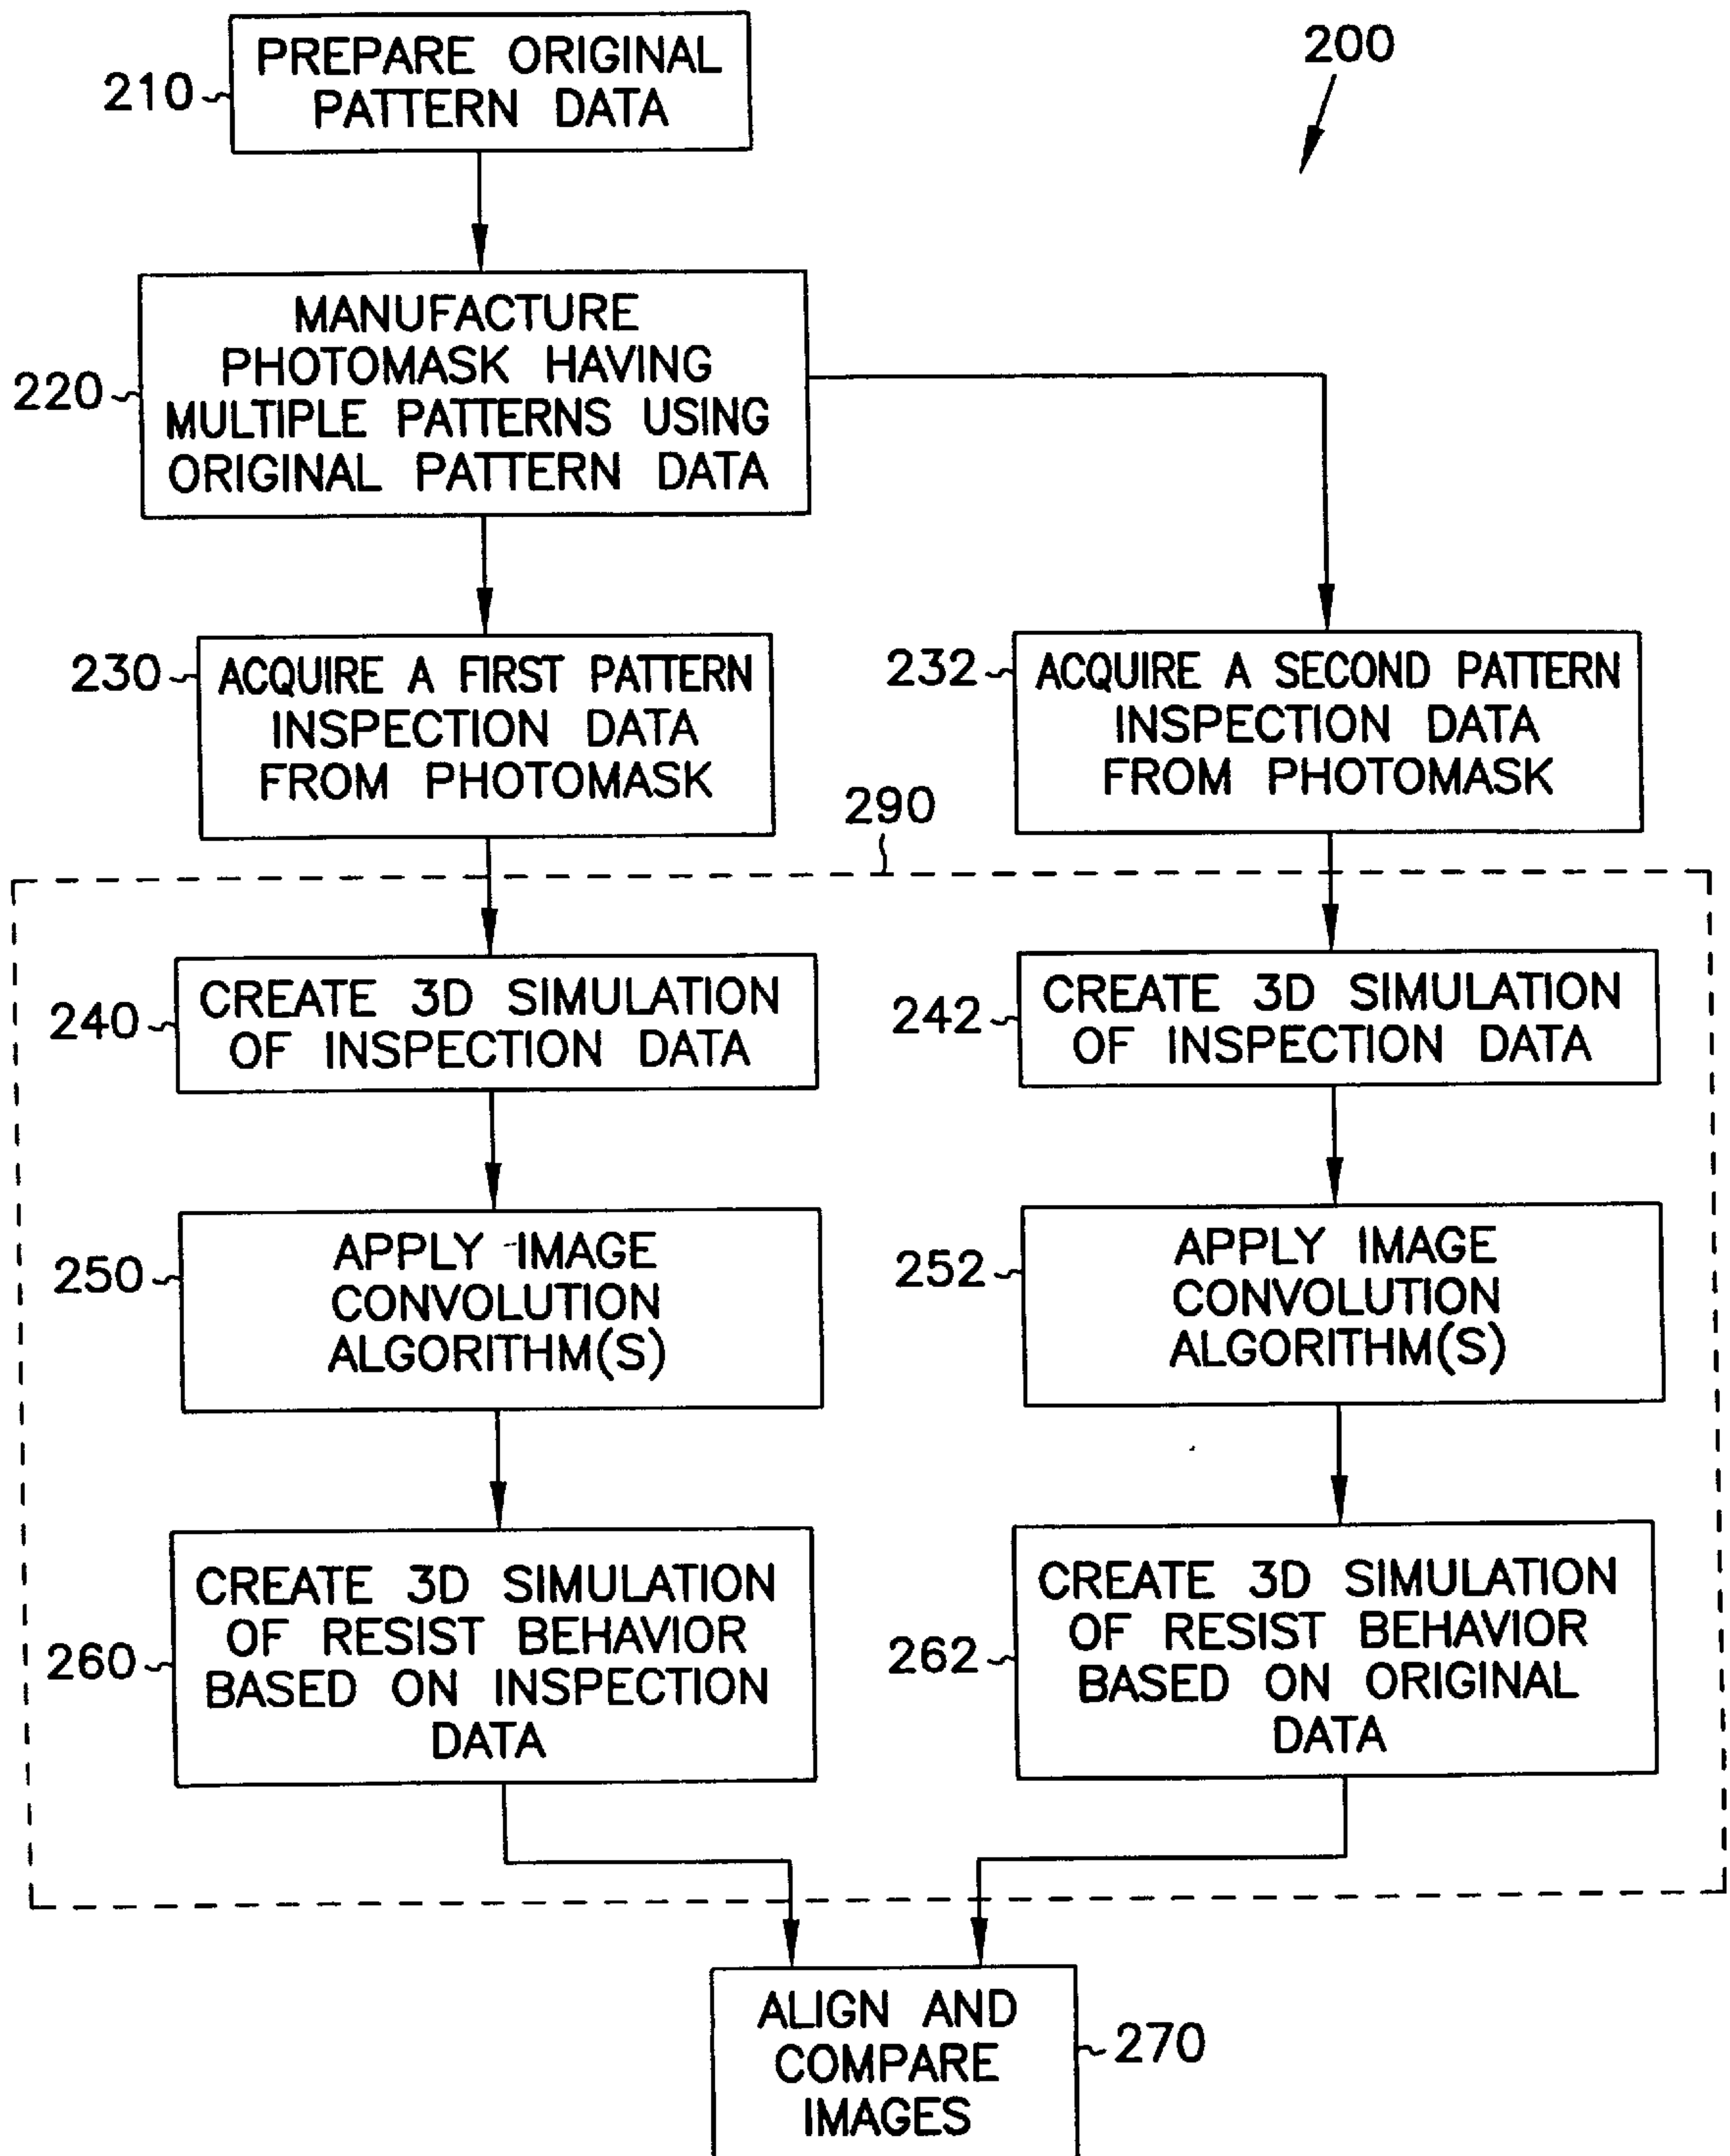 200
210
PREPARE ORIGINAL
PATTERN DATA
220
MANUFACTURE
PHOTOMASK HAVING
MULTIPLE PATTERNS USING
ORIGINAL PATTERN DATA
230
ACQUIRE A FIRST PATTERN
INSPECTION DATA
FROM PHOTOMASK
232
ACQUIRE A SECOND PATTERN
INSPECTION DATA
FROM PHOTOMASK
290
240
CREATE 3D SIMULATION
OF INSPECTION DATA
242
CREATE 3D SIMULATION
OF INSPECTION DATA
250
APPLY IMAGE
CONVOLUTION
ALGORITHM(S)
252
APPLY IMAGE
CONVOLUTION
ALGORITHM(S)
260
CREATE 3D SIMULATION
OF RESIST BEHAVIOR
BASED ON INSPECTION
DATA
262
CREATE 3D SIMULATION
OF RESIST BEHAVIOR
BASED ON ORIGINAL
DATA
ALIGN AND
COMPARE
IMAGES
270